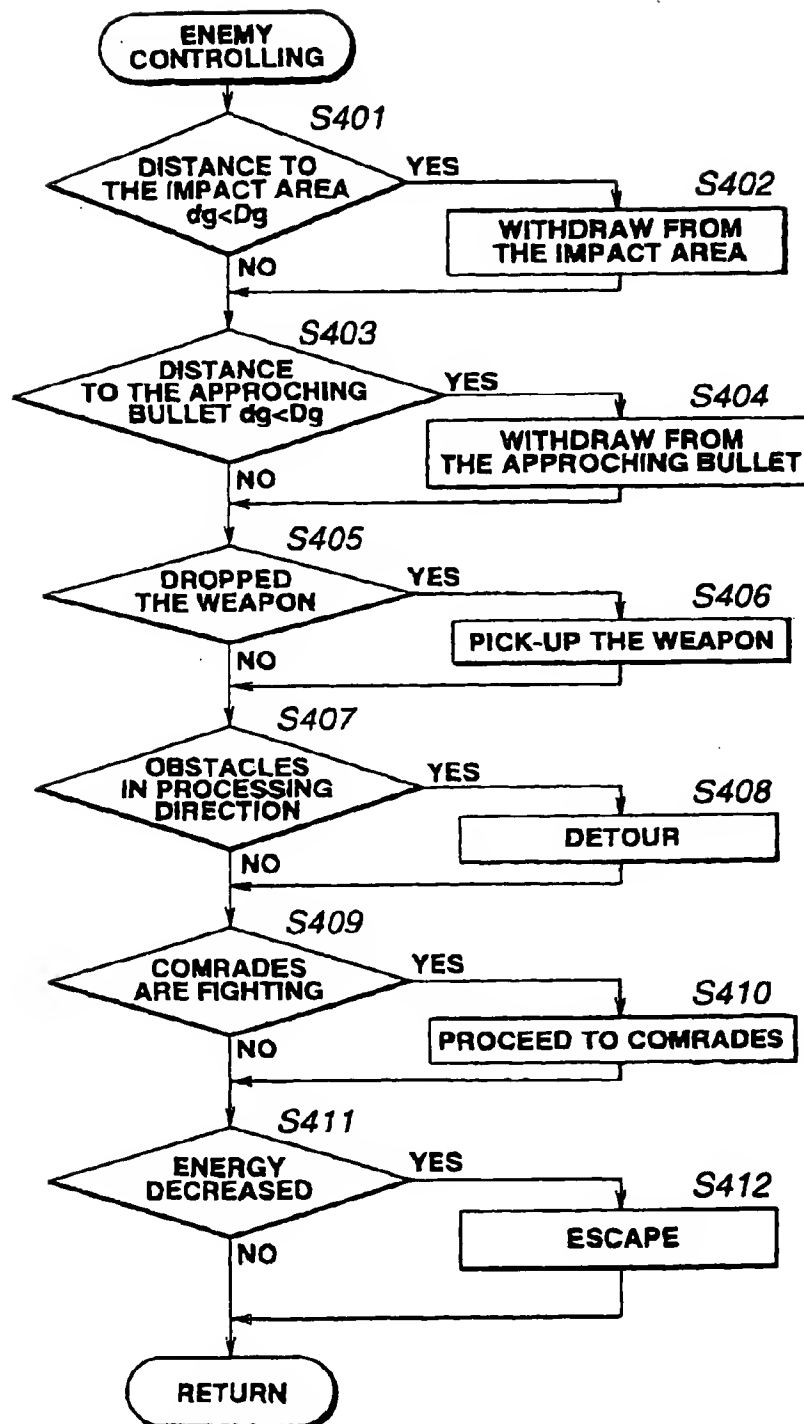 ENEMY
CONTROLLING
S401
DISTANCE TO
THE IMPACT AREA
dg<Dg
YES
S402
WITHDRAW FROM
THE IMPACT AREA
NO
S403
DISTANCE
TO THE APPROCHING
BULLET dg<Dg
YES
S404
WITHDRAW FROM
THE APPROCHING BULLET
NO
S405
DROPPED
THE WEAPON
YES
S406
PICK-UP THE WEAPON
NO
S407
OBSTACLES
IN PROCESSING
DIRECTION
YES
S408
DETOUR
NO
S409
COMRADES
ARE FIGHTING
YES
S410
PROCEED TO COMRADES
NO
S411
ENERGY
DECREASED
YES
S412
ESCAPE
NO
RETURN